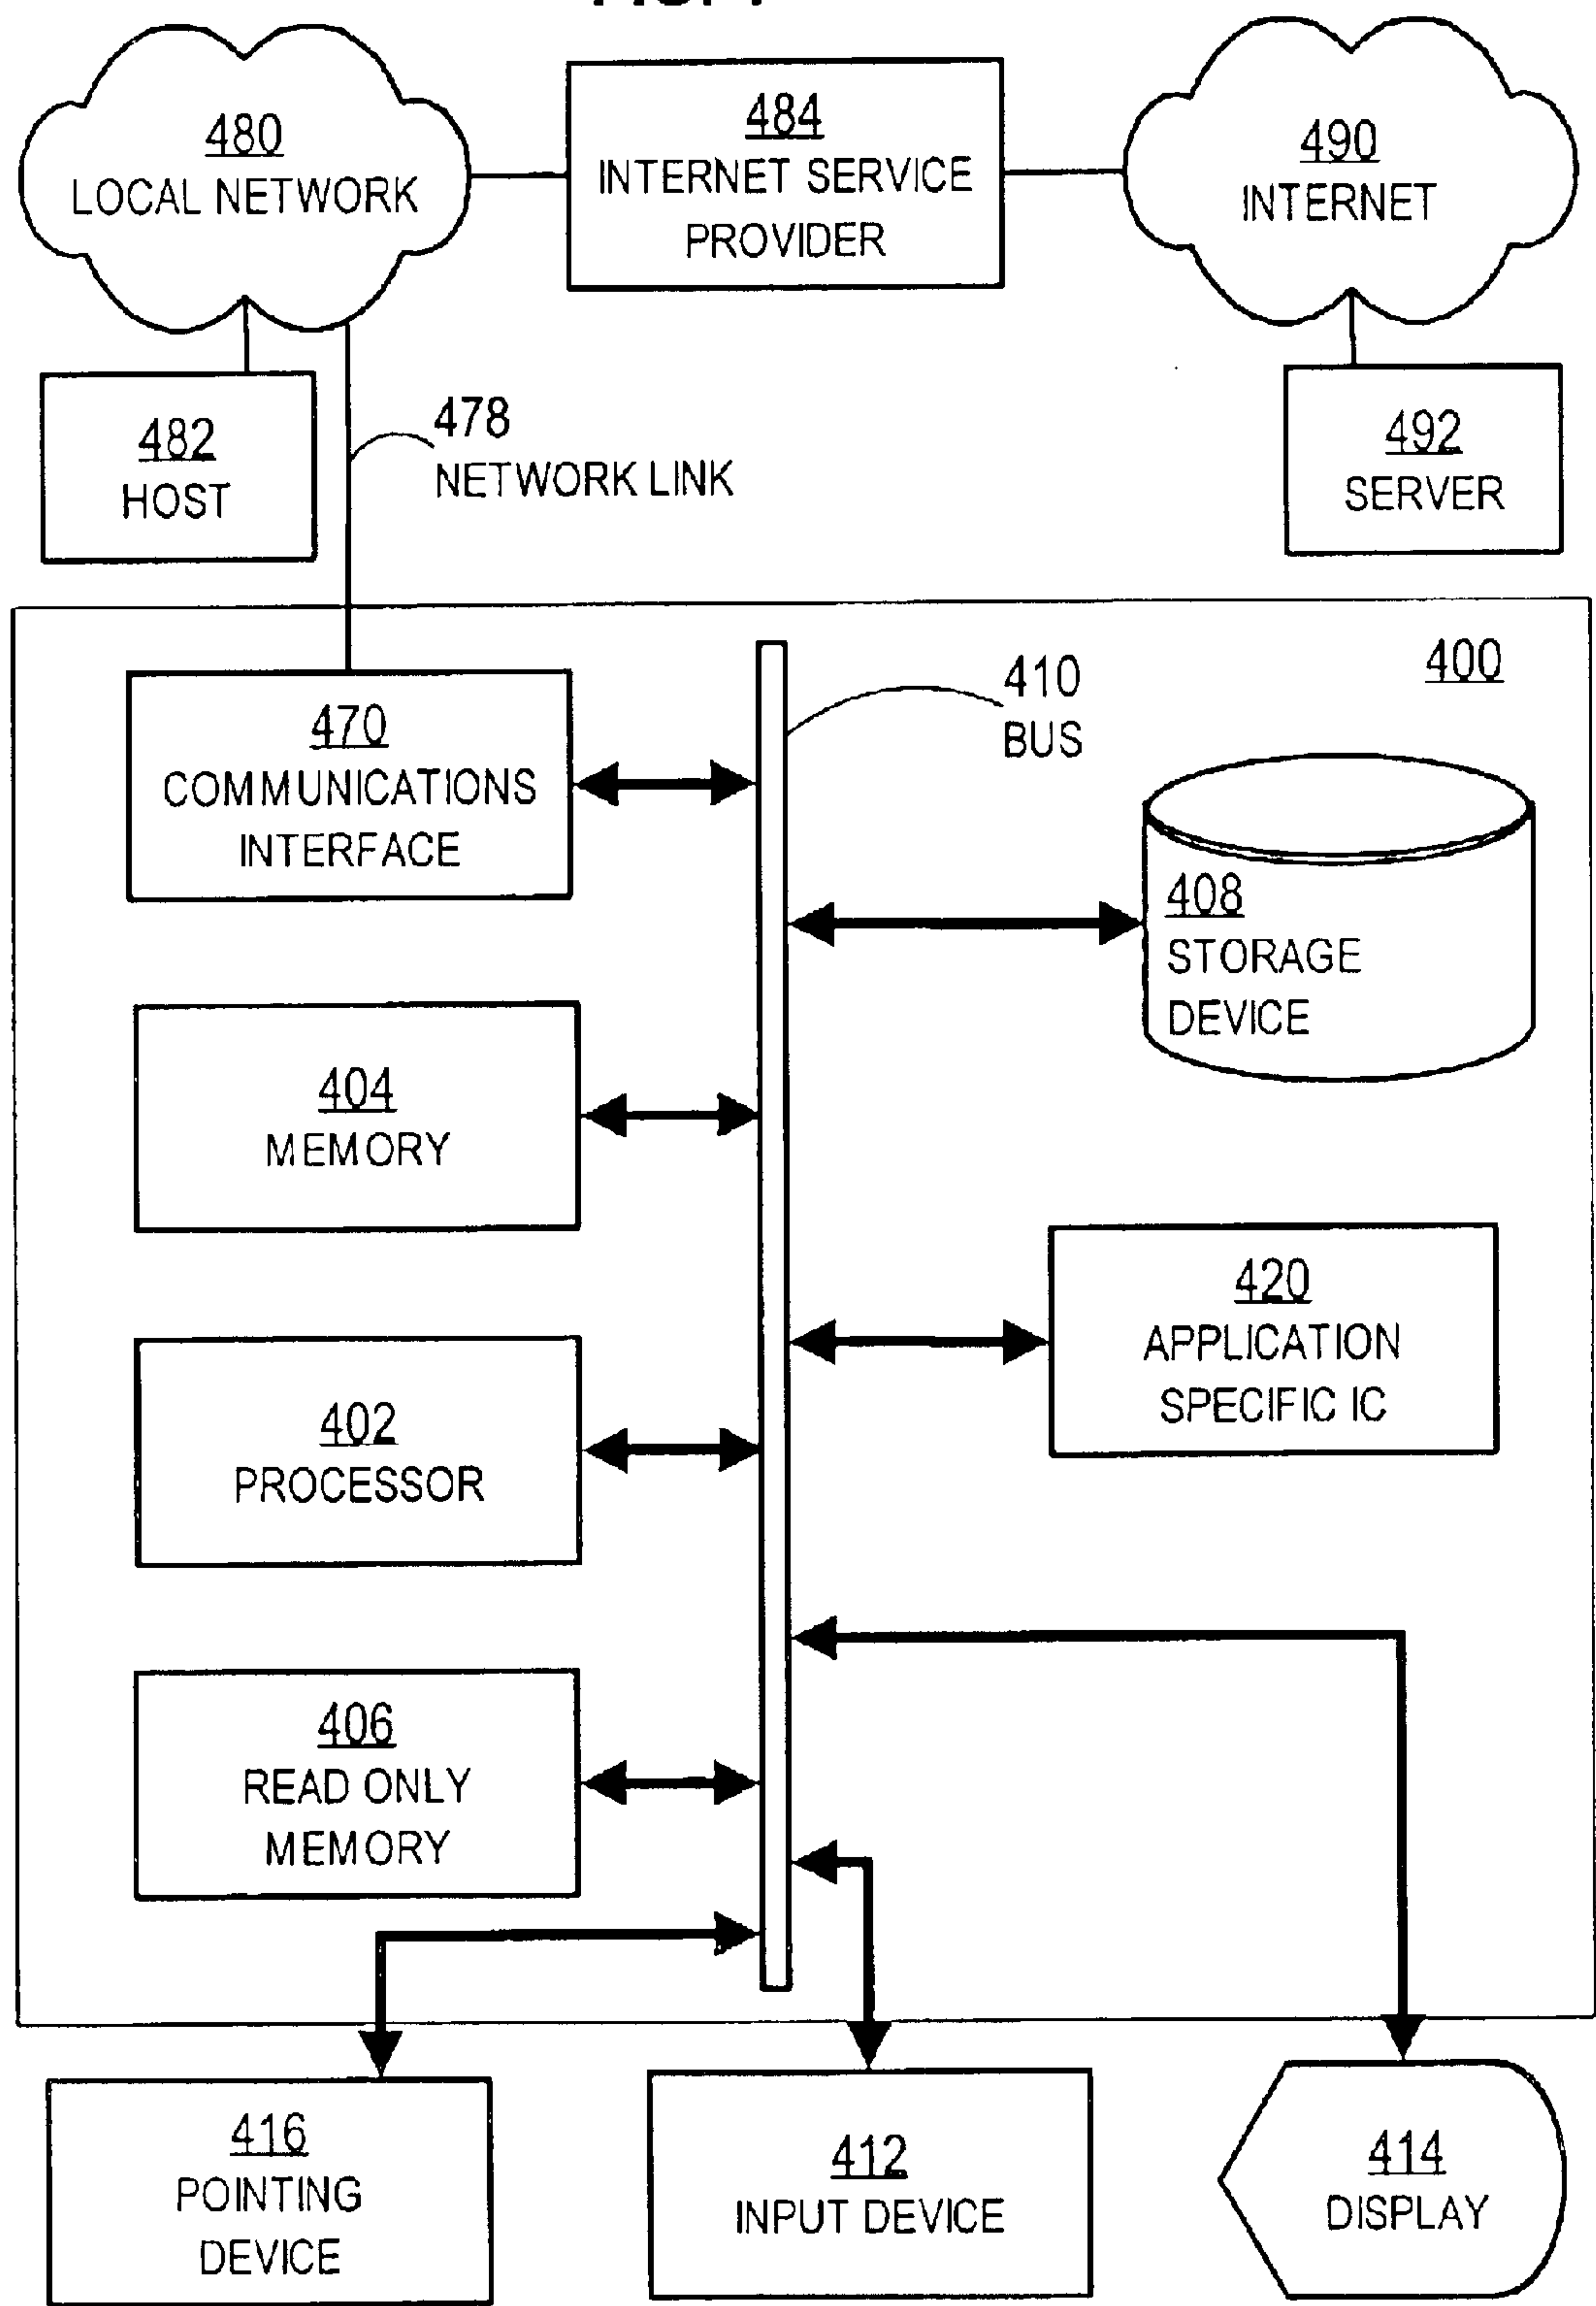 480
LOCAL NETWORK
484
INTERNET SERVICE
PROVIDER
490
INTERNET
482
HOST
478
NETWORK LINK
492
SERVER
400
470
COMMUNICATIONS
INTERFACE
410
BUS
408
STORAGE
DEVICE
404
MEMORY
420
APPLICATION
SPECIFIC IC
402
PROCESSOR
406
READ ONLY
MEMORY
416
POINTING
DEVICE
412
INPUT DEVICE
414
DISPLAY